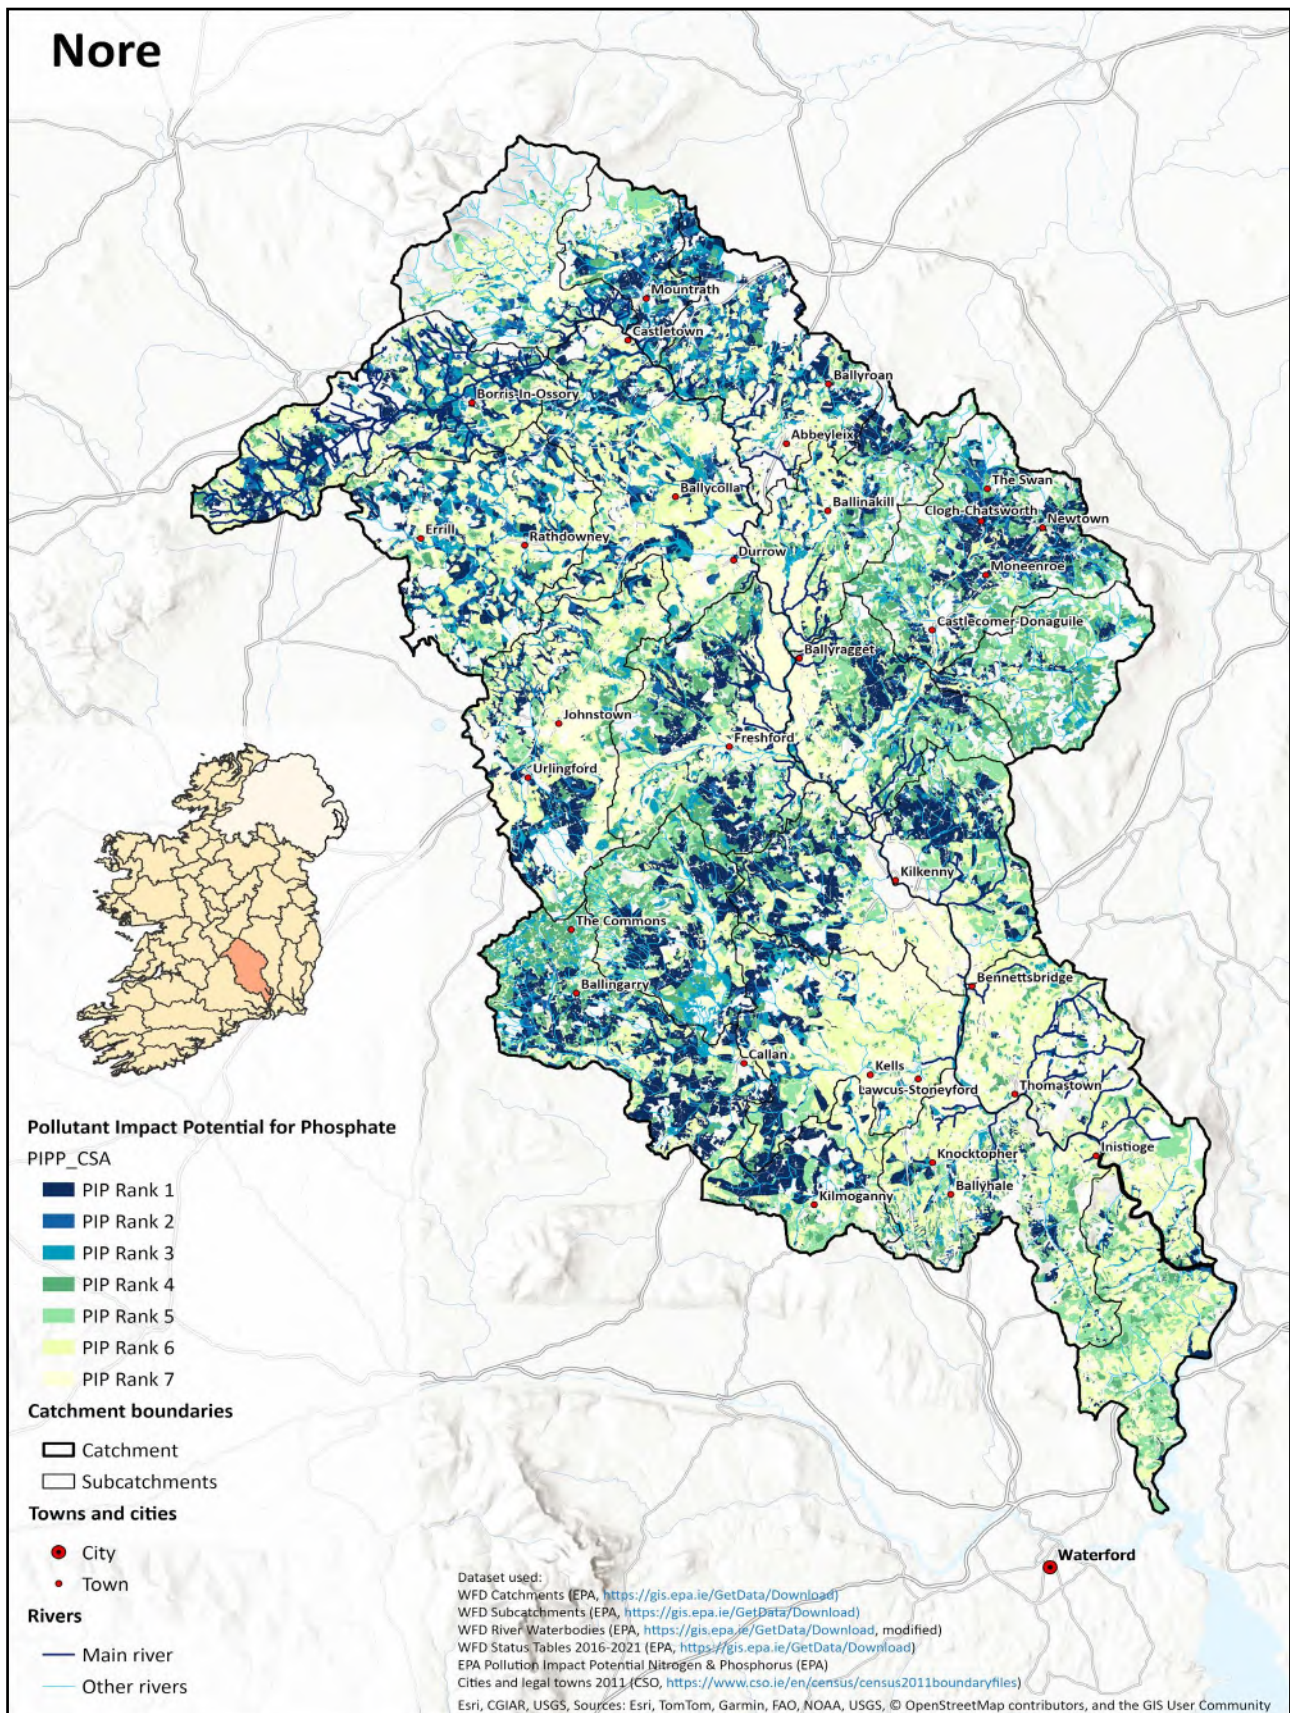 Nore
Mountrath
Castletown
Ballyroan
Borris-In-Ossory
Abbeyleix
The Swan
Ballycolla
Ballinakill
Clogh-Chatsworth
Newtown
Errill
Rathdowney
Durrow
Moneenroe
Castlecomer-Donaguile
Ballyragget
Johnstown
Freshford
Urlingford
Kilkenny
The Commons
Bennettsbridge
Ballingarry
Callan
Kells
Lawcus-Stoneyford
Thomastown
Inistioge
Knocktopher
Ballyhale
Kilmoganny
Pollutant Impact Potential for Phosphate
PIPP_CSA
PIP Rank 1
PIP Rank 2
PIP Rank 3
PIP Rank 4
PIP Rank 5
PIP Rank 6
PIP Rank 7
Catchment boundaries
Catchment
Subcatchments
Towns and cities
City
Town
Rivers
Main river
Other rivers
Waterford
Dataset used:
WFD Catchments (EPA, https://gis.epa.ie/GetData/Download)
WFD Subcatchments (EPA, https://gis.epa.ie/GetData/Download)
WFD River Waterbodies (EPA, https://gis.epa.ie/GetData/Download, modified)
WFD Status Tables 2016-2021 (EPA, https://gis.epa.ie/GetData/Download)
EPA Pollution Impact Potential Nitrogen & Phosphorus (EPA)
Cities and legal towns 2011 (CSO, https://www.cso.ie/en/census/census2011boundaryfiles)
Esri, CGIAR, USGS, Sources: Esri, TomTom, Garmin, FAO, NOAA, USGS, © OpenStreetMap contributors, and the GIS User Community